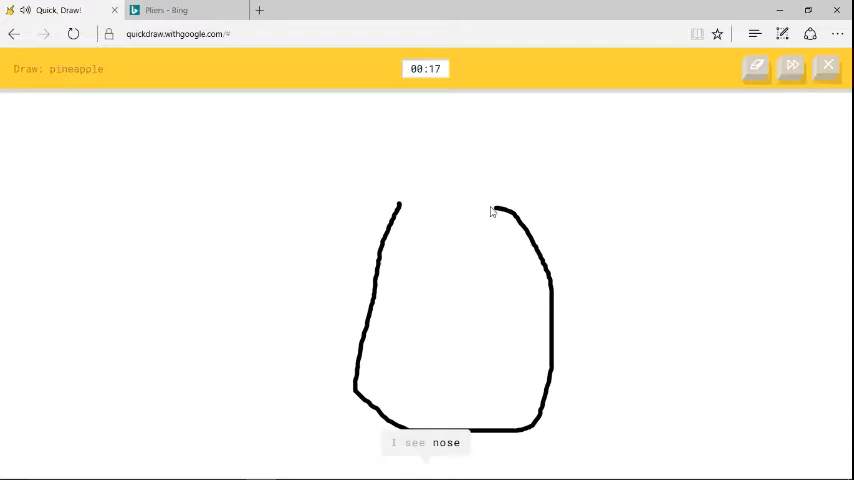 Quick, Draw!
Pliers - Bing
quickdraw.withgoogle.com/#
Draw: pineapple
00:17
I see nose